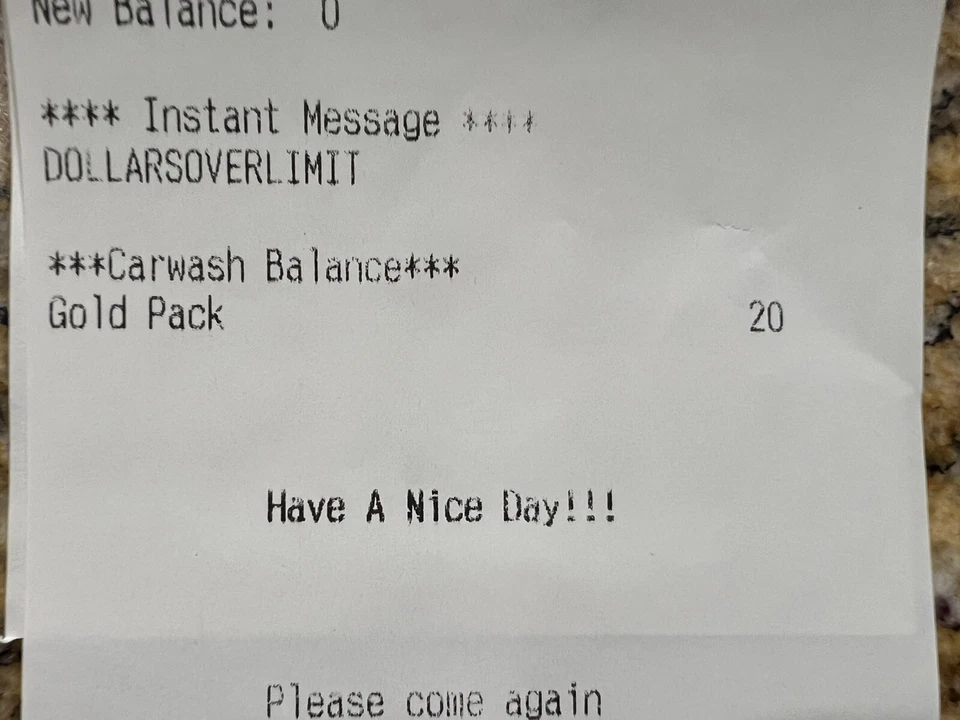 New Balance: 0
**** Instant Message ****
DOLLARSOVERLIMIT
***Carwash Balance***
Gold Pack 20
Have A Nice Day!!!
Please come again